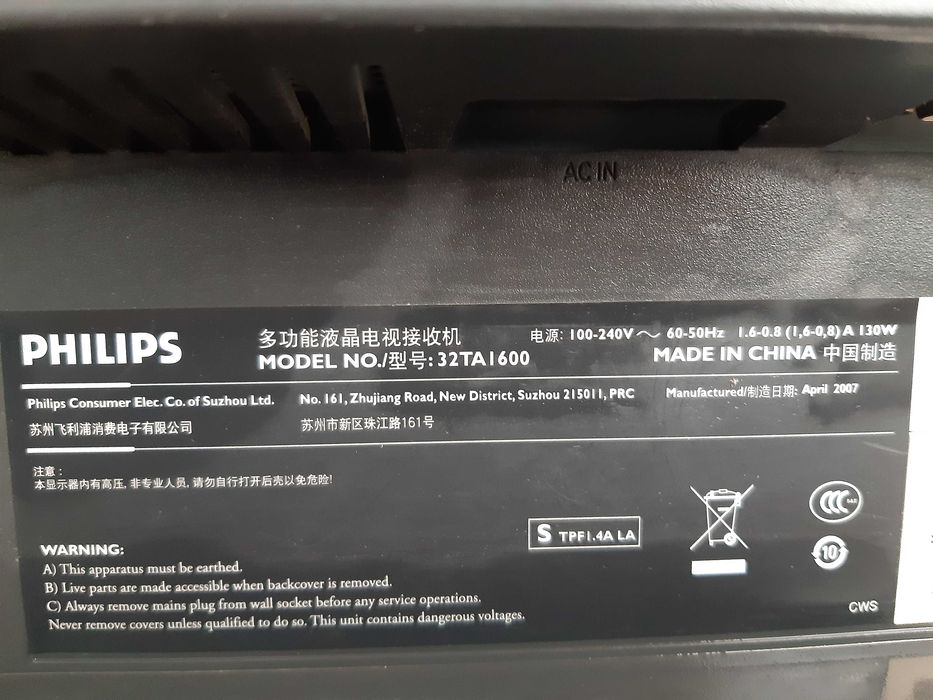 AC IN
PHILIPS
多功能液晶电视接收机
电源: 100-240V～ 60-50Hz 1.6-0.8 (1,6-0,8) A 130W
MODEL NO./型号: 32TA1600
MADE IN CHINA 中国制造
Philips Consumer Elec. Co. of Suzhou Ltd.
No. 161, Zhujiang Road, New District, Suzhou 215011, PRC
Manufactured/制造日期: April 2007
苏州飞利浦消费电子有限公司
苏州市新区珠江路161号
注意：
本显示器内有高压, 非专业人员, 请勿自行打开后壳以免危险!
S TPF1.4A LA
CCC S&E
10
WARNING:
A) This apparatus must be earthed.
B) Live parts are made accessible when backcover is removed.
C) Always remove mains plug from wall socket before any service operations.
Never remove covers unless qualified to do so. This unit contains dangerous voltages.
CWS